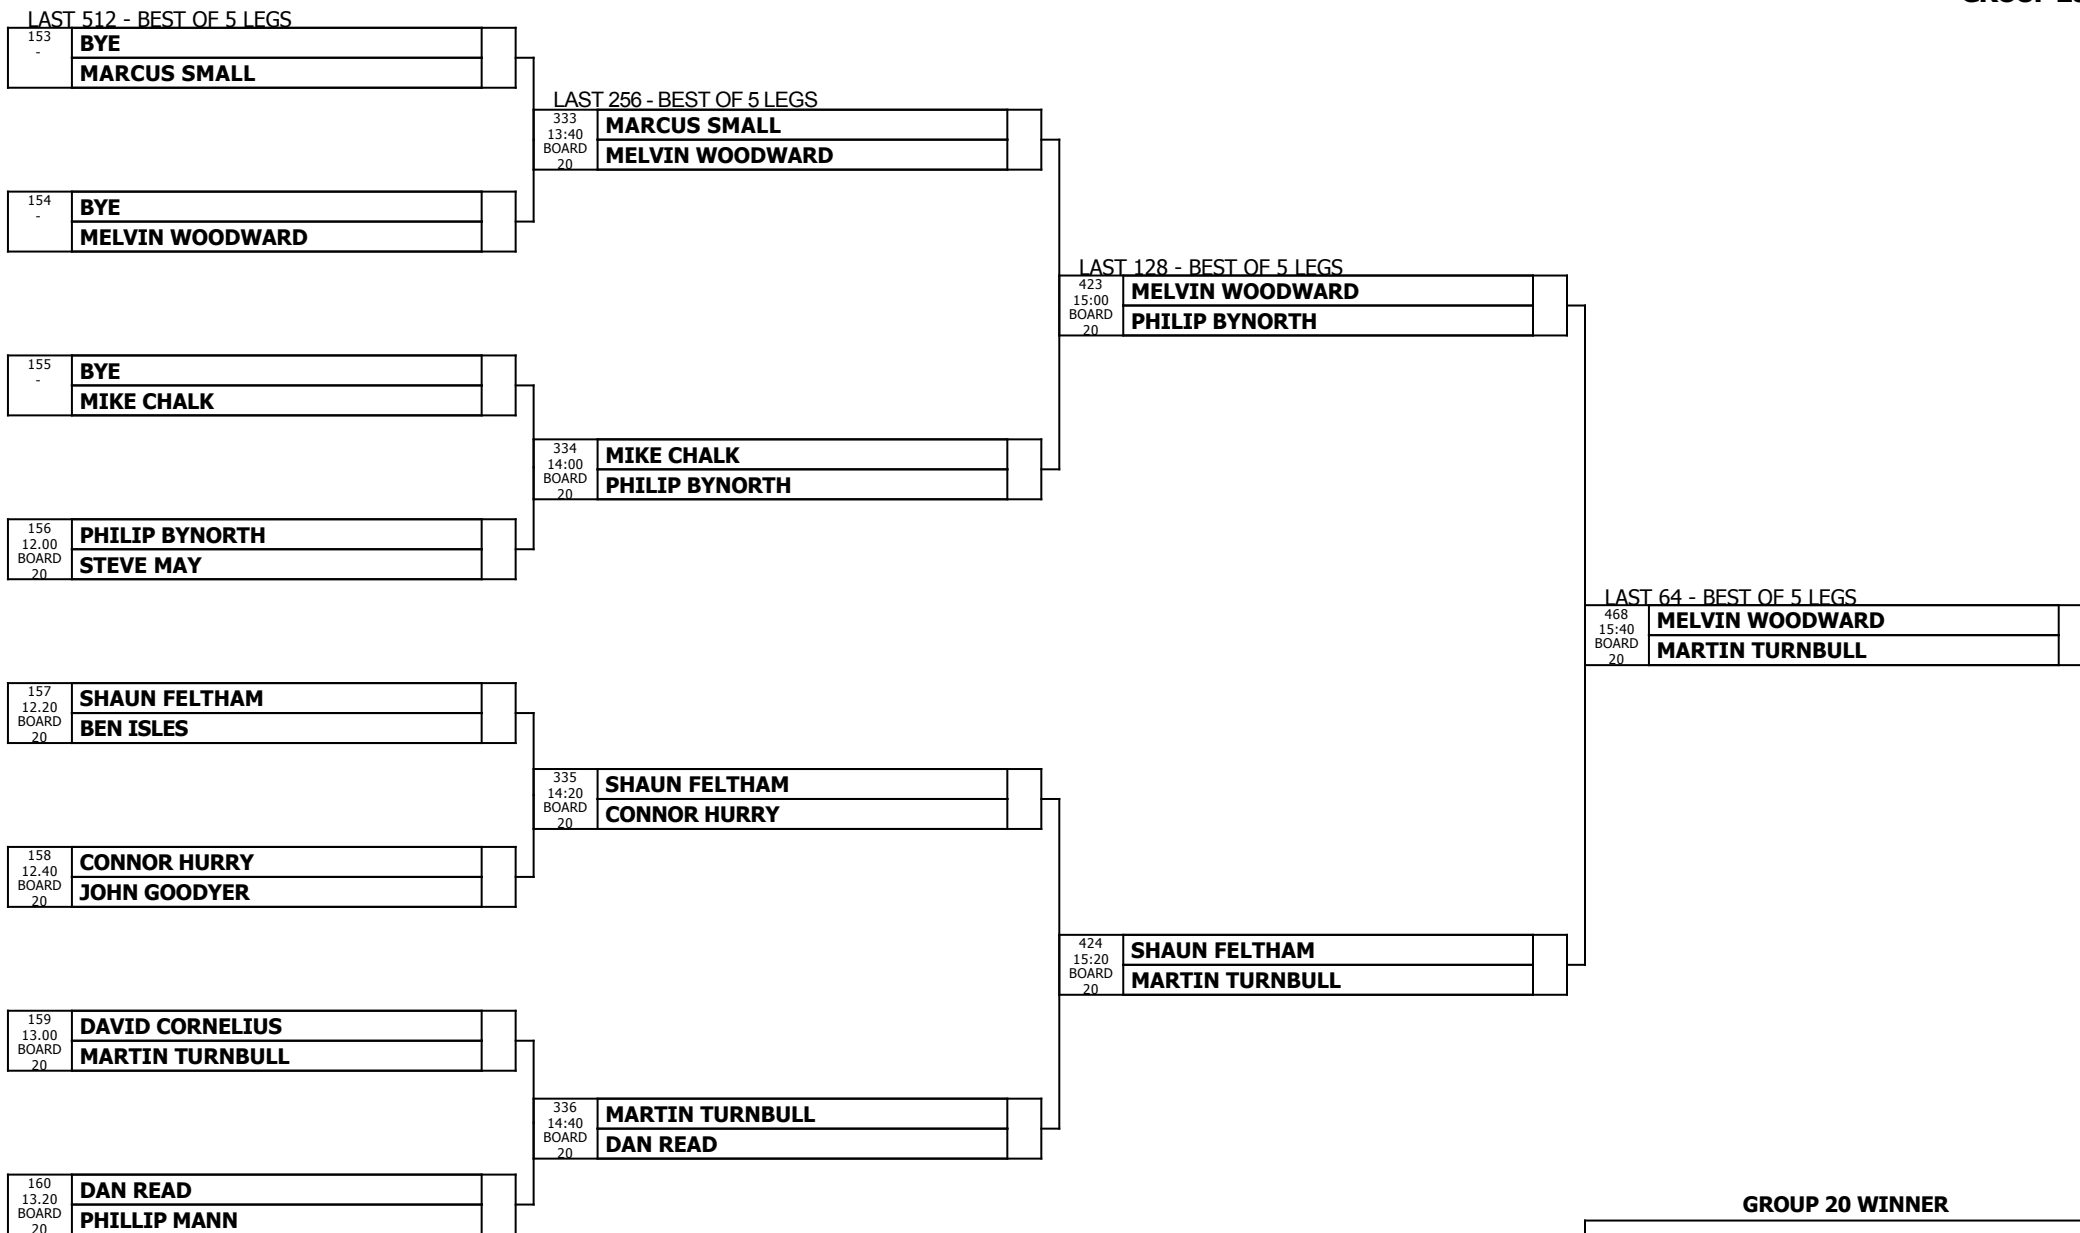 LAST 512 - BEST OF 5 LEGS
153
-
BYE
MARCUS SMALL
154
-
BYE
MELVIN WOODWARD
155
-
BYE
MIKE CHALK
156
12.00
BOARD
20
PHILIP BYNORTH
STEVE MAY
157
12.20
BOARD
20
SHAUN FELTHAM
BEN ISLES
158
12.40
BOARD
20
CONNOR HURRY
JOHN GOODYER
159
13.00
BOARD
20
DAVID CORNELIUS
MARTIN TURNBULL
160
13.20
BOARD
20
DAN READ
PHILLIP MANN
LAST 256 - BEST OF 5 LEGS
333
13:40
BOARD
20
MARCUS SMALL
MELVIN WOODWARD
334
14:00
BOARD
20
MIKE CHALK
PHILIP BYNORTH
335
14:20
BOARD
20
SHAUN FELTHAM
CONNOR HURRY
336
14:40
BOARD
20
MARTIN TURNBULL
DAN READ
LAST 128 - BEST OF 5 LEGS
423
15:00
BOARD
20
MELVIN WOODWARD
PHILIP BYNORTH
424
15:20
BOARD
20
SHAUN FELTHAM
MARTIN TURNBULL
LAST 64 - BEST OF 5 LEGS
468
15:40
BOARD
20
MELVIN WOODWARD
MARTIN TURNBULL
GROUP 20 WINNER